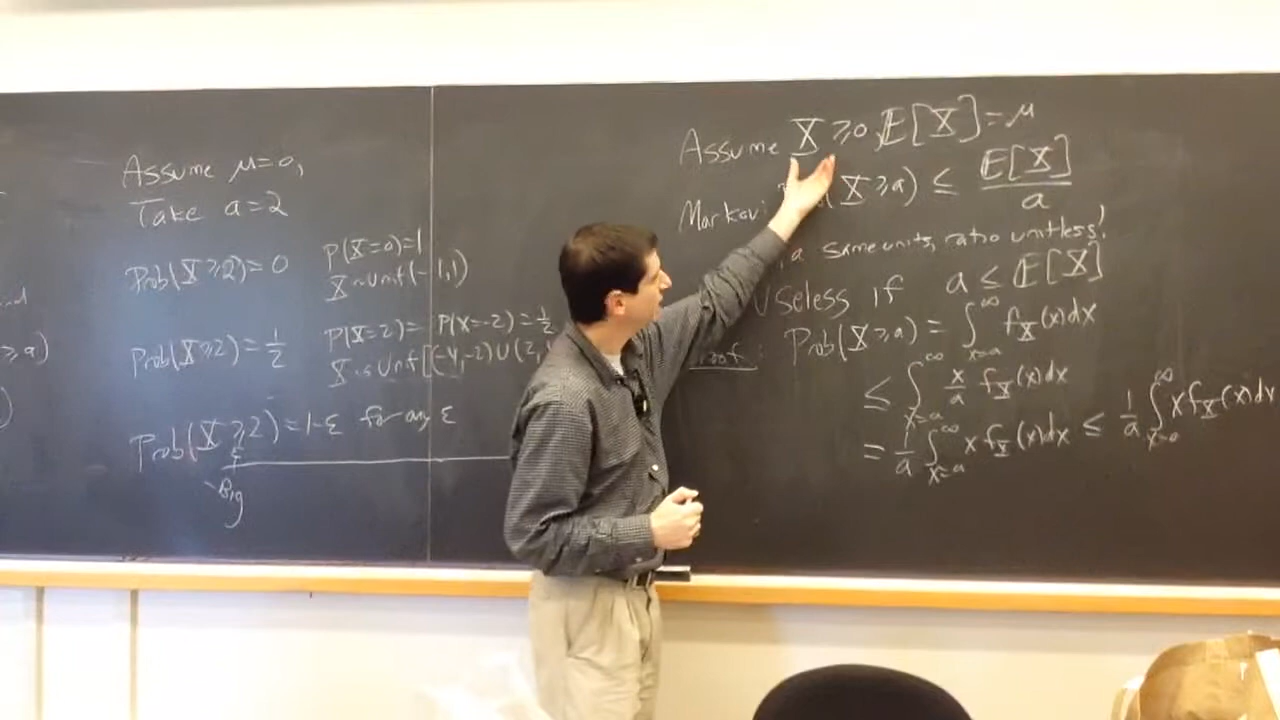 ≥, a)
)
Assume μ=0,
Take a=2
Prob(X≥2)=0
P(X=0)=1
X~Unif(-1,1)
Prob(X≥2)=1/2
P(X=2)= P(X=-2)=1/2
X~Unif[(-4,-2)∪(2,
Prob(X≥2)=1-ε for any ε
Big
Assume X≥0, E[X]=μ
Markov: (X≥a) ≤ E[X]/a
, a same units, ratio unitless!
Useless if a ≤ E[X]
Proof: Prob(X≥a) = ∫_{x=a}^{∞} f_X(x)dx
≤ ∫_{x=a}^{∞} x/a f_X(x)dx
= 1/a ∫_{x=a}^{∞} x f_X(x)dx ≤ 1/a ∫_{x=0}^{∞} x f_X(x)dx